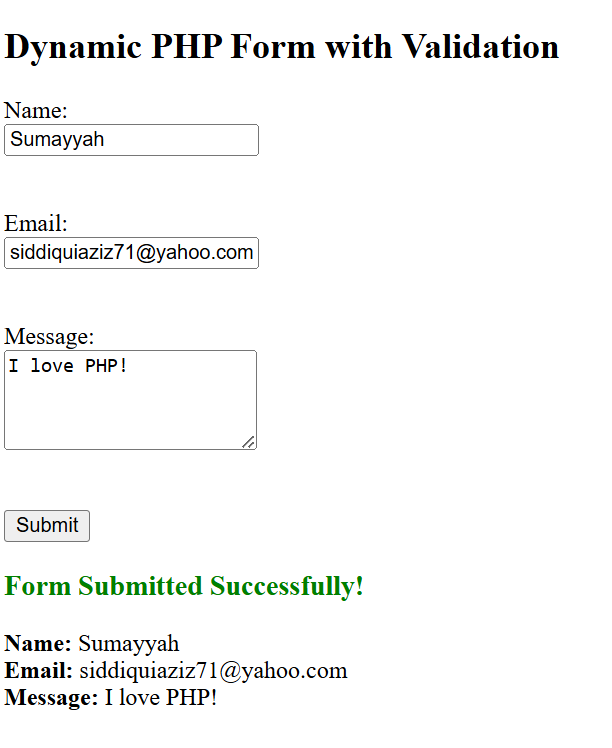 Dynamic PHP Form with Validation
Name:
Sumayyah
Email:
siddiquiaziz71@yahoo.com
Message:
I love PHP!
Submit
Form Submitted Successfully!
Name: Sumayyah
Email: siddiquiaziz71@yahoo.com
Message: I love PHP!